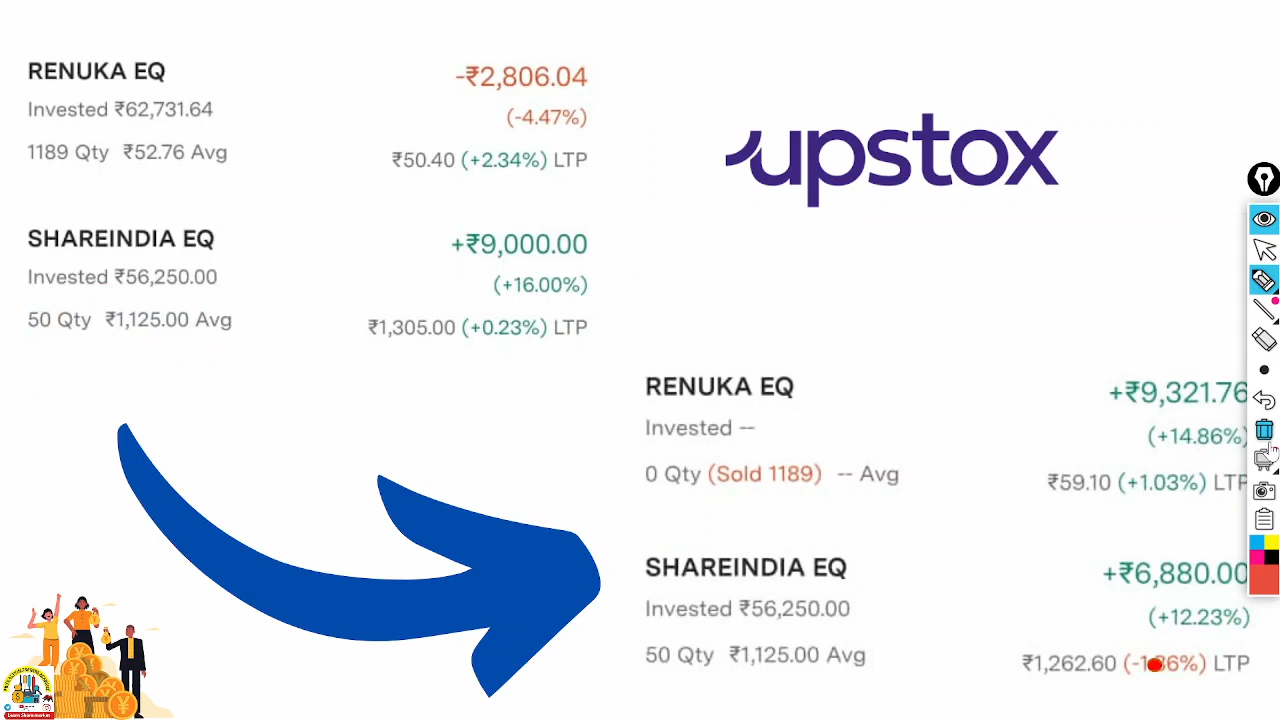 RENUKA EQ
-₹2,806.04
Invested ₹62,731.64
(-4.47%)
1189 Qty ₹52.76 Avg
₹50.40 (+2.34%) LTP
SHAREINDIA EQ
+₹9,000.00
Invested ₹56,250.00
(+16.00%)
50 Qty ₹1,125.00 Avg
₹1,305.00 (+0.23%) LTP
upstox
RENUKA EQ
+₹9,321.76
Invested --
(+14.86%)
0 Qty (Sold 1189) -- Avg
₹59.10 (+1.03%) LTP
SHAREINDIA EQ
+₹6,880.00
Invested ₹56,250.00
(+12.23%)
50 Qty ₹1,125.00 Avg
₹1,262.60 LTP
Learn Sharemarket